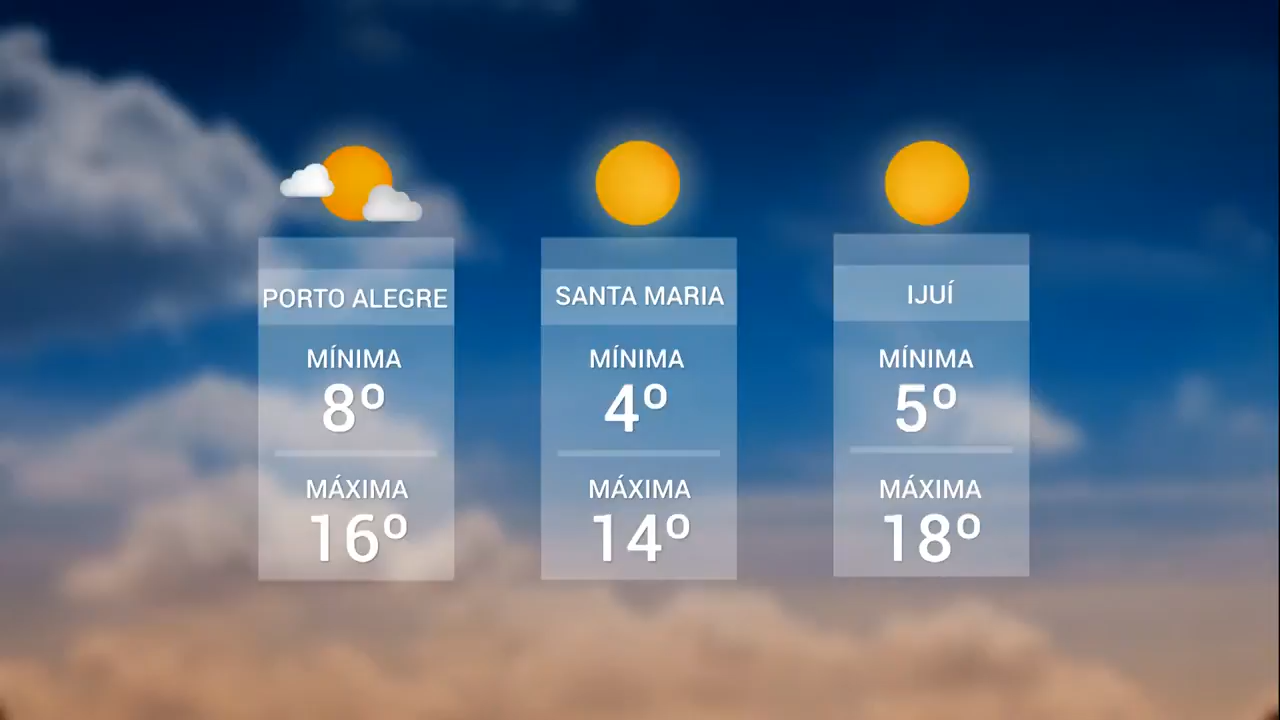 PORTO ALEGRE
MÍNIMA
8º
MÁXIMA
16º
SANTA MARIA
MÍNIMA
4º
MÁXIMA
14º
IJUÍ
MÍNIMA
5º
MÁXIMA
18º